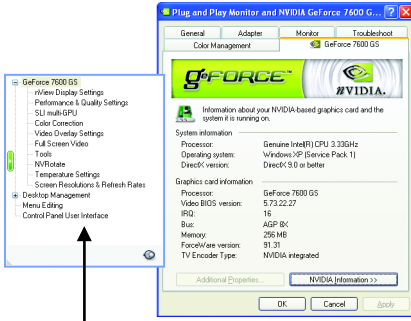 Plug and Play Monitor and NVIDIA GeForce 7600 G...
General Adapter Monitor Troubleshoot
Color Management GeForce 7600 GS
GeFORCE™ NVIDIA.
Information about your NVIDIA-based graphics card and the
system it is running on.
System information
Processor: Genuine Intel(R) CPU 3.33GHz
Operating system: Windows XP (Service Pack 1)
DirectX version: DirectX 9.0 or better
Graphics card information
Processor: GeForce 7600 GS
Video BIOS version: 5.73.22.27
IRQ: 16
Bus: AGP 8X
Memory: 256 MB
ForceWare version: 91.31
TV Encoder Type: NVIDIA integrated
Additional Properties... NVIDIA Information >>
OK Cancel Apply
GeForce 7600 GS
nView Display Settings
Performance & Quality Settings
SLI multi-GPU
Color Correction
Video Overlay Settings
Full Screen Video
Tools
NVRotate
Temperature Settings
Screen Resolutions & Refresh Rates
Desktop Management
Menu Editing
Control Panel User Interface